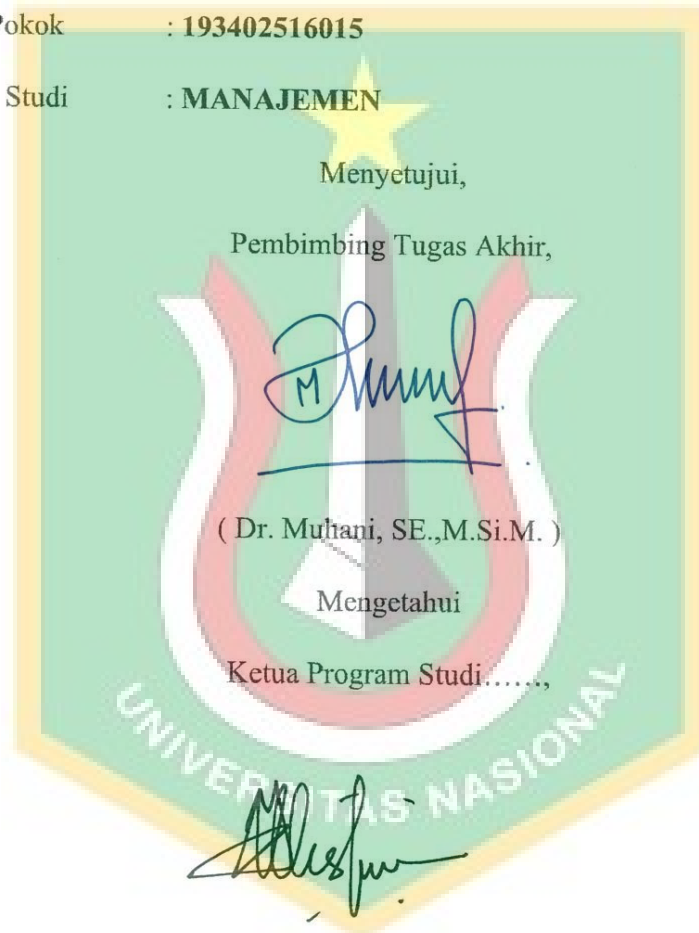 Pokok : 193402516015
Studi : MANAJEMEN
Menyetujui,
Pembimbing Tugas Akhir,
M
( Dr. Muhani, SE.,M.Si.M. )
Mengetahui
Ketua Program Studi......,
UNIVERSITAS NASIONAL